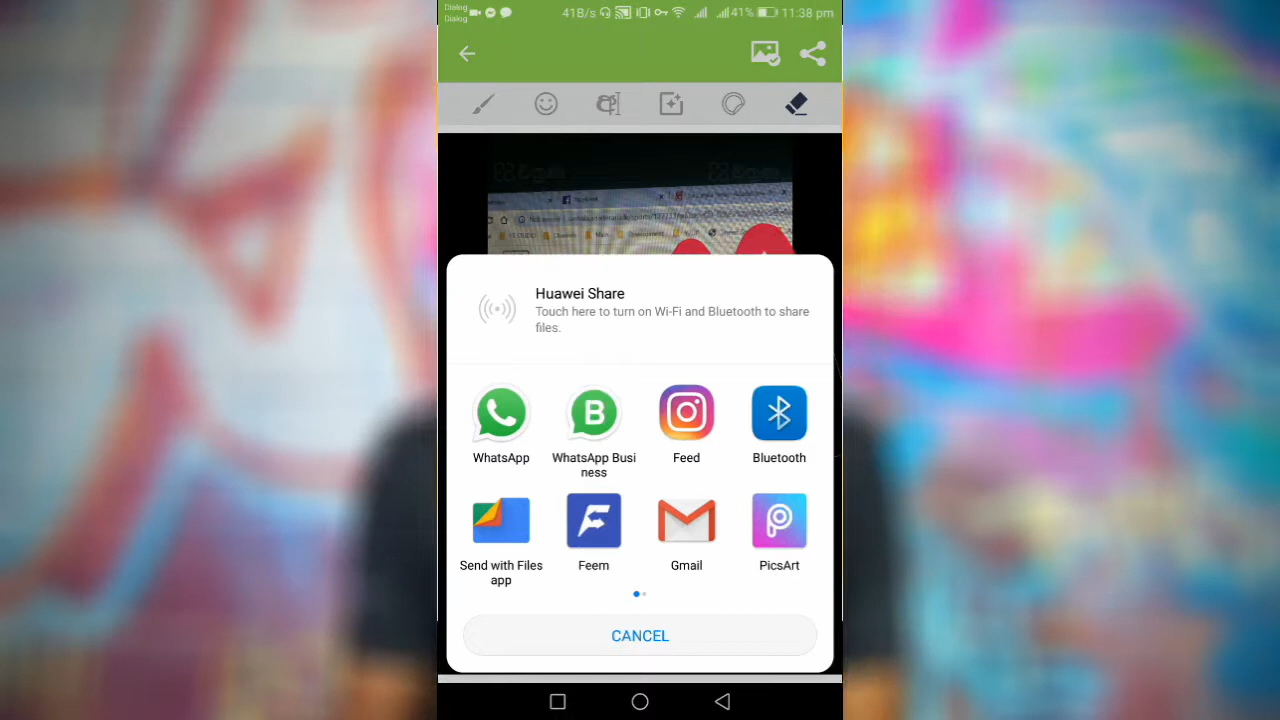 Dialog
Dialog
41B/s 41% 11:38 pm
Huawei Share
Touch here to turn on Wi-Fi and Bluetooth to share
files.
WhatsApp
WhatsApp Busi
ness
Feed
Bluetooth
Send with Files
app
Feem
Gmail
PicsArt
CANCEL